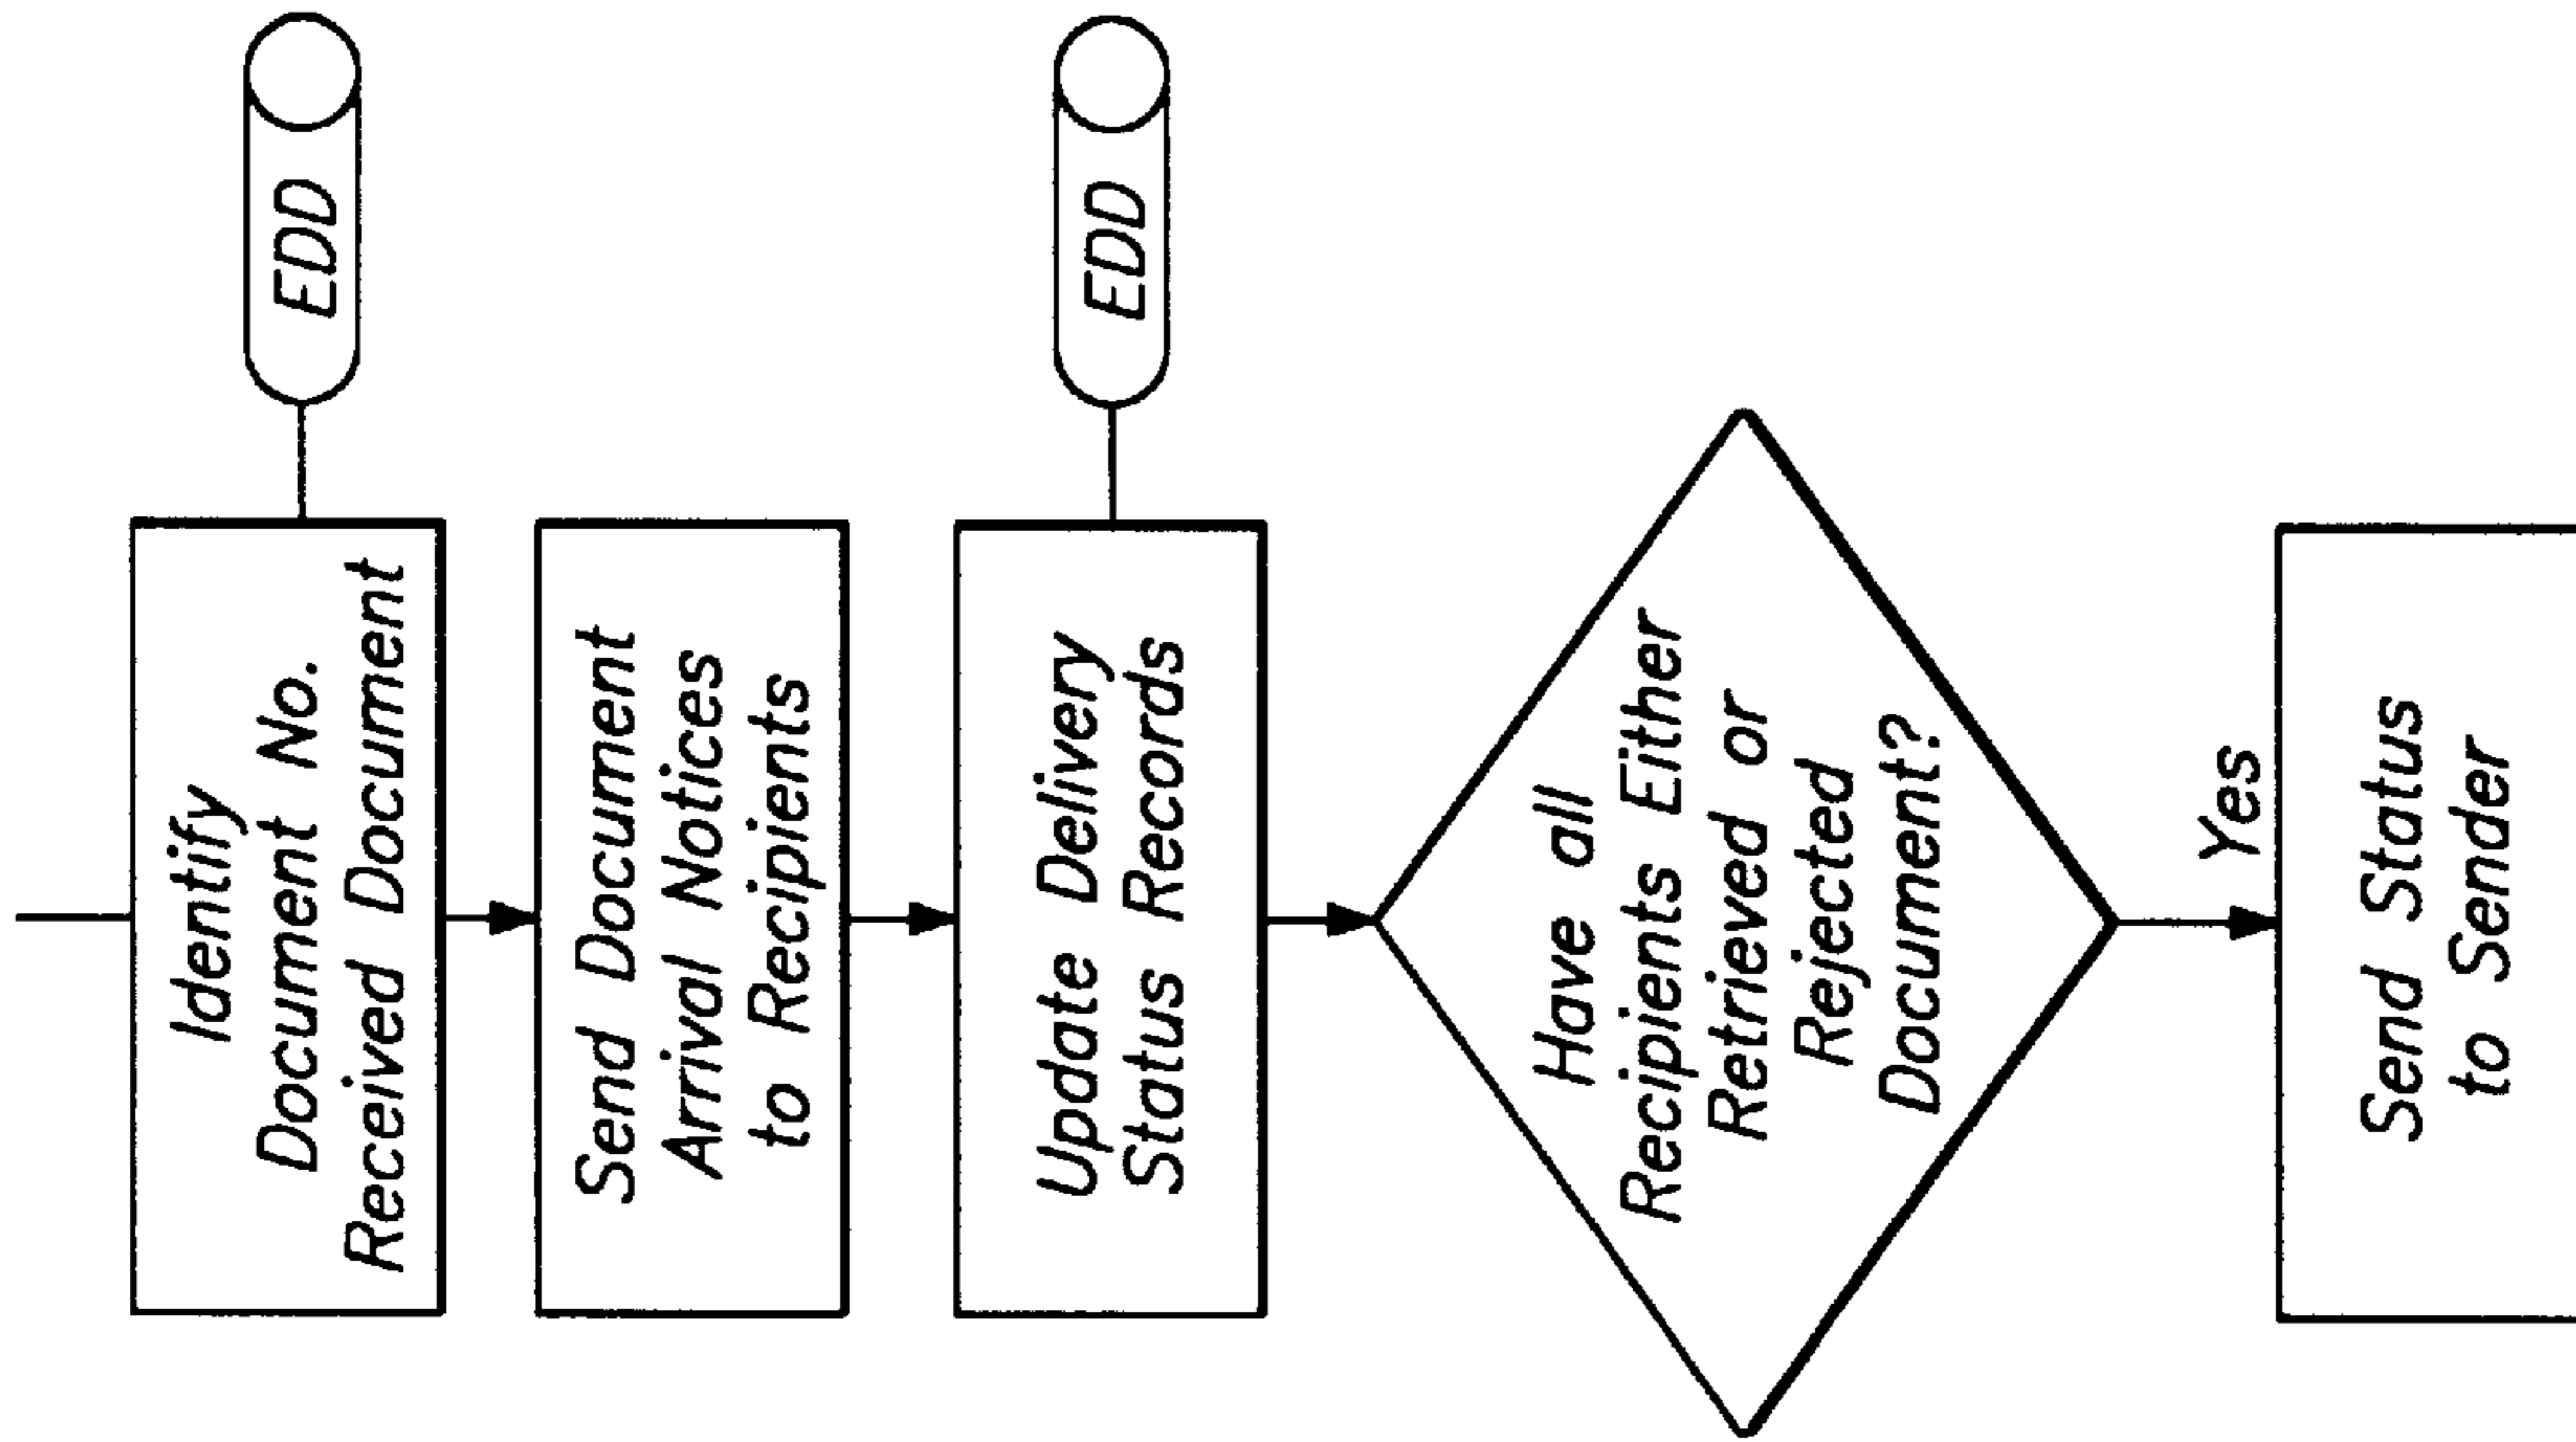 Identify
Document No.
Received Document
EDD
Send Document
Arrival Notices
to Recipients
Update Delivery
Status Records
EDD
Have all
Recipients Either
Retrieved or
Rejected
Document?
Yes
Send Status
to Sender